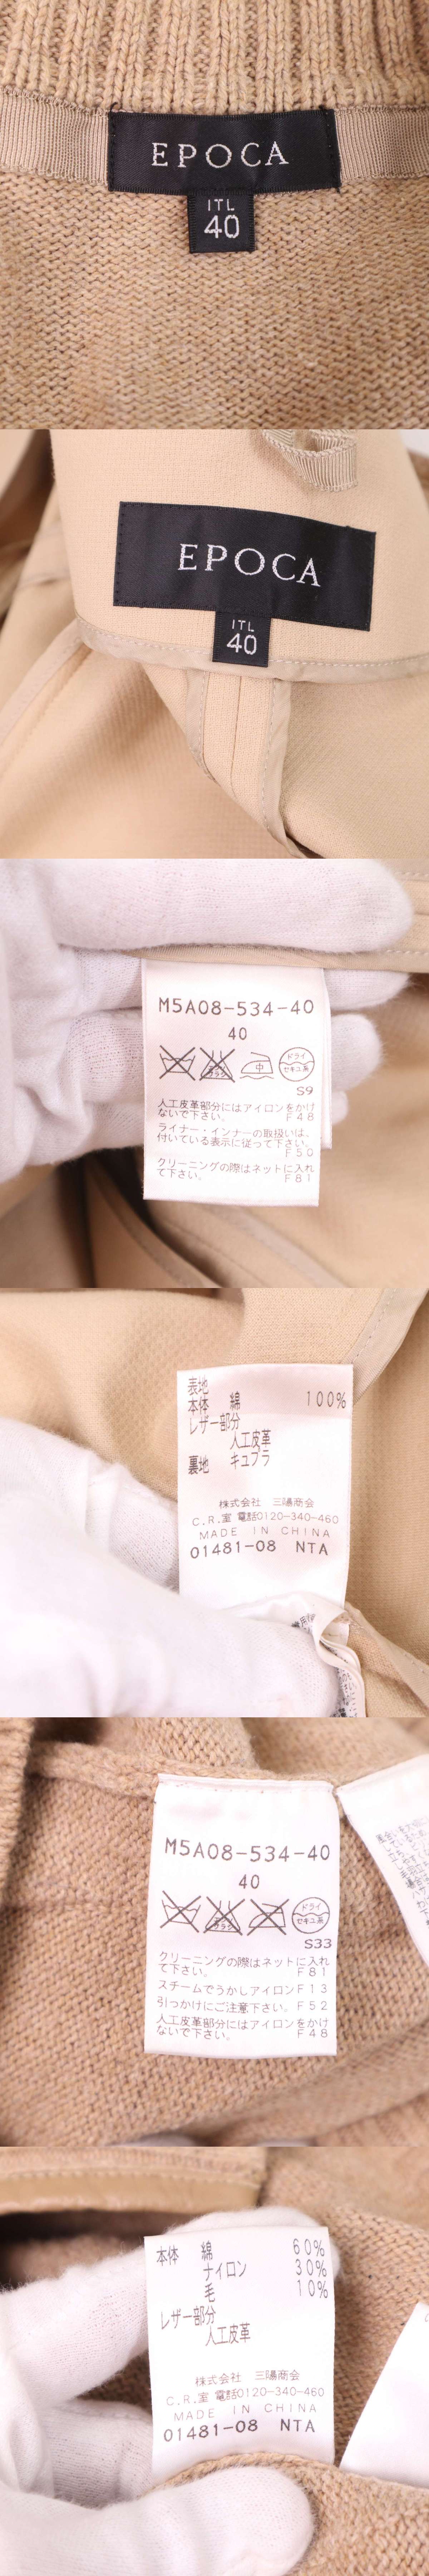 EPOCA
ITL
40
EPOCA
ITL
40
M5A08-534-40
40
ドライ
セキユ系
S9
人工皮革部分にはアイロンをかけ
ないで下さい。 F48
ライナー・インナーの取扱いは、
付いている表示に従って下さい。
F50
クリーニングの際はネットに入れ
て下さい。 F81
表地
本体 綿 100%
レザー部分
人工皮革
裏地 キュプラ
株式会社 三陽商会
C.R.室 電話0120-340-460
MADE IN CHINA
01481-08 NTA
M5A08-534-40
40
ドライ
セキユ系
S33
クリーニングの際はネットに入れ
て下さい。 F81
スチームでうかしアイロンF13
引っかけにご注意下さい。F52
人工皮革部分にはアイロンをかけ
ないで下さい。 F48
本体 綿 60%
ナイロン 30%
毛 10%
レザー部分
人工皮革
株式会社 三陽商会
C.R.室 電話0120-340-460
MADE IN CHINA
01481-08 NTA